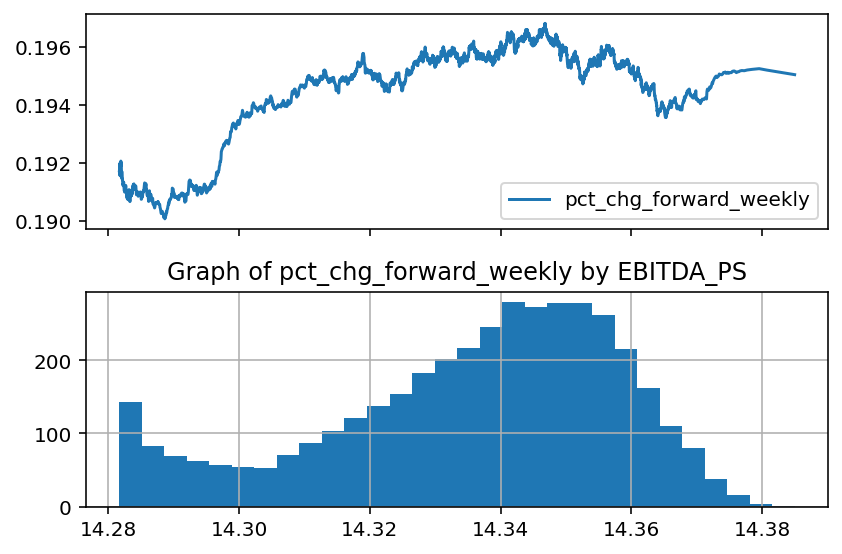 0.196
0.194
0.192
0.190
pct_chg_forward_weekly
Graph of pct_chg_forward_weekly by EBITDA_PS
200
100
0
14.28 14.30 14.32 14.34 14.36 14.38